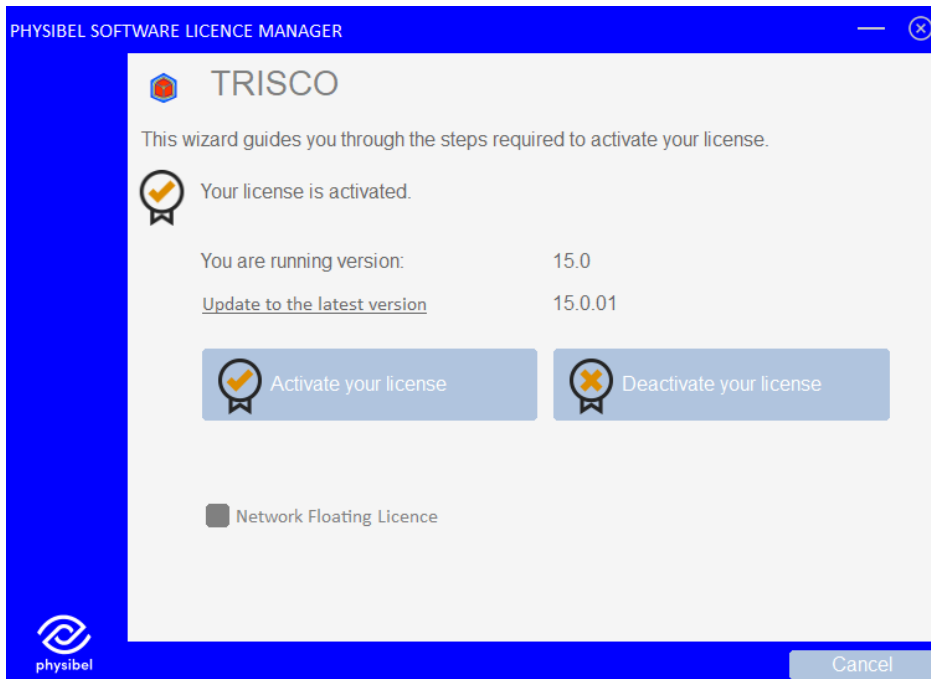 PHYSIBEL SOFTWARE LICENCE MANAGER
TRISCO
This wizard guides you through the steps required to activate your license.
Your license is activated.
You are running version: 15.0
Update to the latest version 15.0.01
Activate your license Deactivate your license
Network Floating Licence
physibel
Cancel